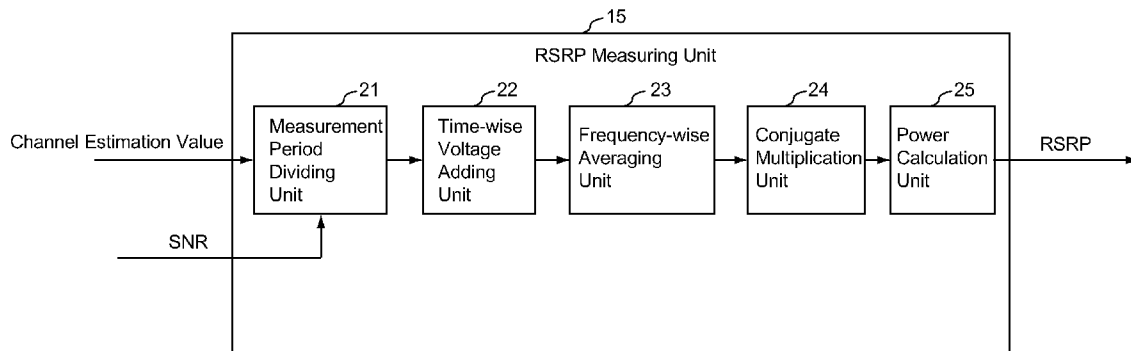 15
RSRP Measuring Unit
21
22
23
24
25
Channel Estimation Value
Measurement
Period
Dividing
Unit
Time-wise
Voltage
Adding
Unit
Frequency-wise
Averaging
Unit
Conjugate
Multiplication
Unit
Power
Calculation
Unit
RSRP
SNR